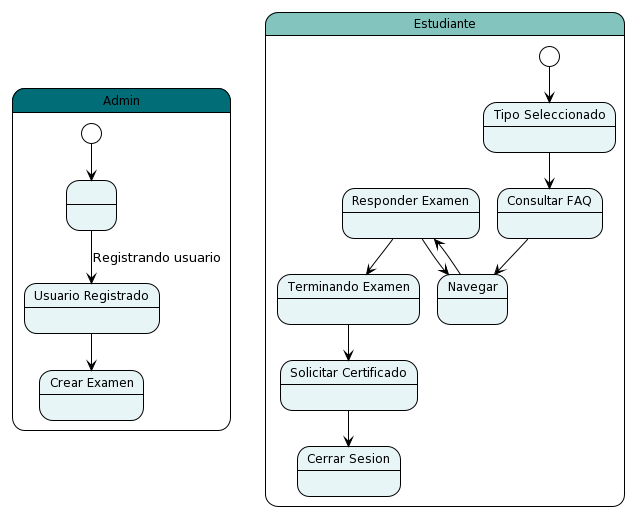 Admin
Registrando usuario
Usuario Registrado
Crear Examen
Estudiante
Tipo Seleccionado
Responder Examen
Consultar FAQ
Terminando Examen
Navegar
Solicitar Certificado
Cerrar Sesion